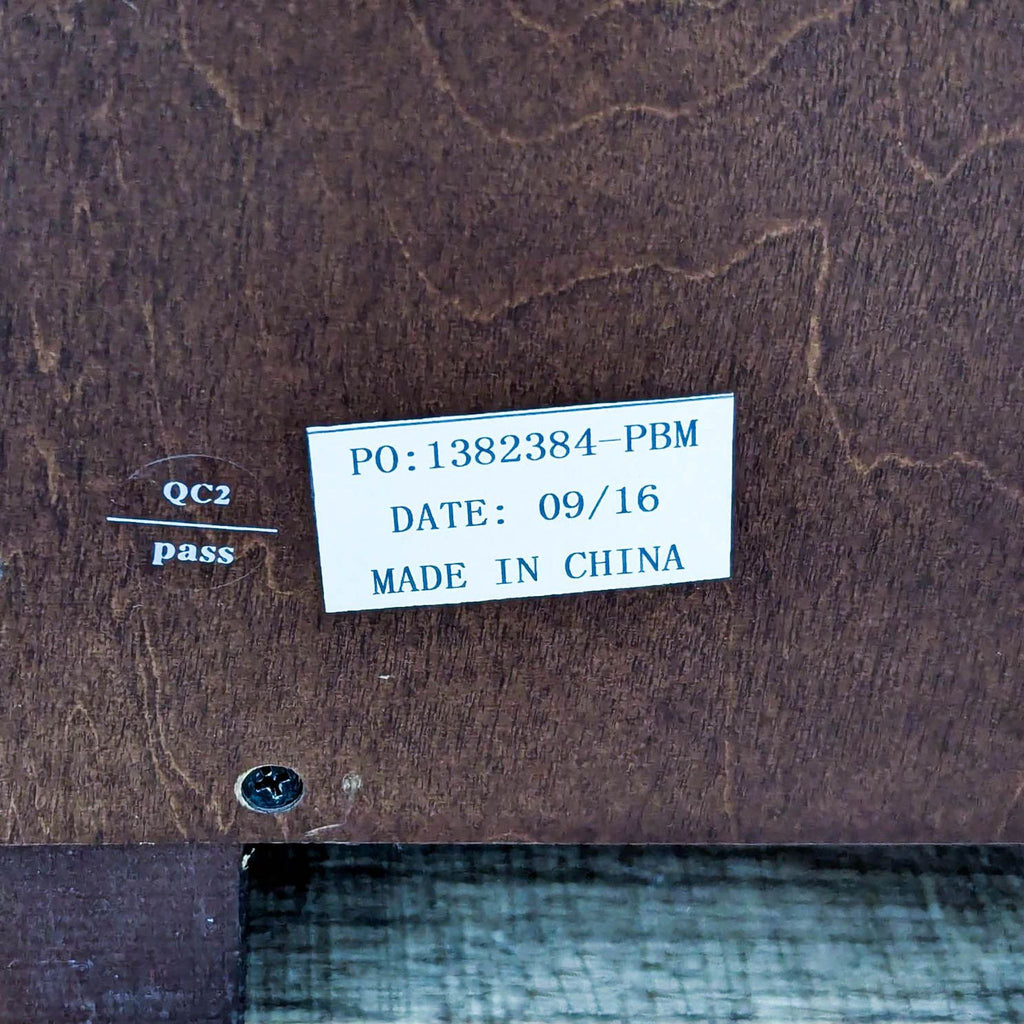 PO:1382384-PBM
DATE: 09/16
MADE IN CHINA
QC2
pass